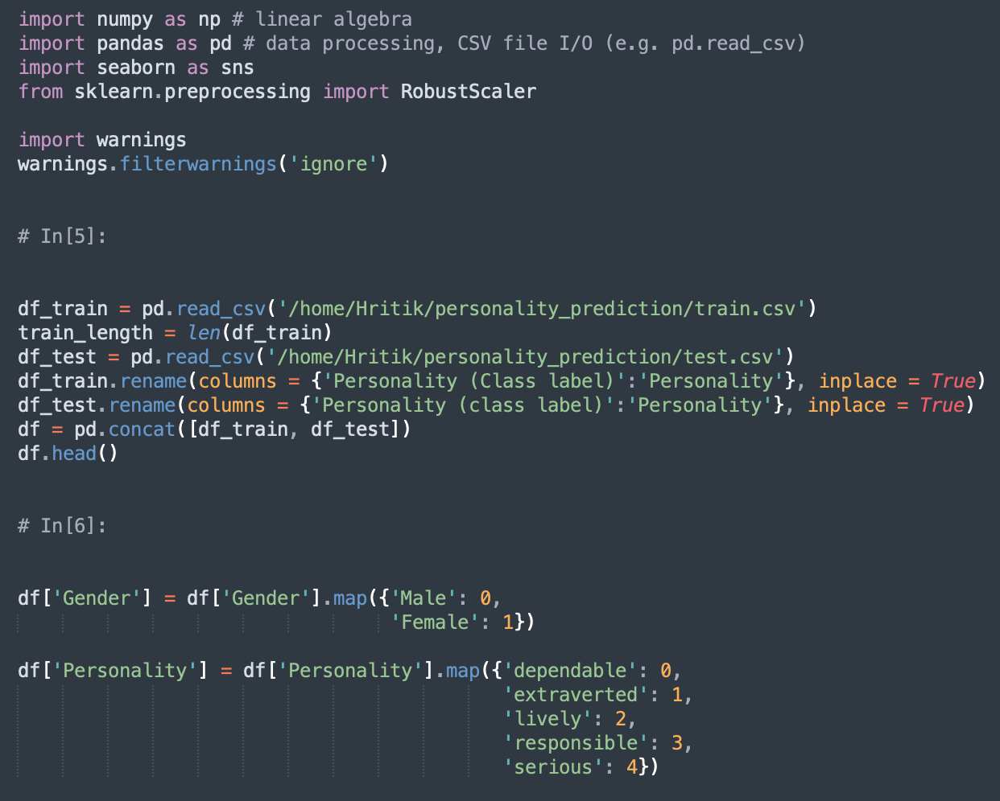 import numpy as np # linear algebra
import pandas as pd # data processing, CSV file I/O (e.g. pd.read_csv)
import seaborn as sns
from sklearn.preprocessing import RobustScaler

import warnings
warnings.filterwarnings('ignore')


# In[5]:


df_train = pd.read_csv('/home/Hritik/personality_prediction/train.csv')
train_length = len(df_train)
df_test = pd.read_csv('/home/Hritik/personality_prediction/test.csv')
df_train.rename(columns = {'Personality (Class label)':'Personality'}, inplace = True)
df_test.rename(columns = {'Personality (class label)':'Personality'}, inplace = True)
df = pd.concat([df_train, df_test])
df.head()


# In[6]:


df['Gender'] = df['Gender'].map({'Male': 0,
                                 'Female': 1})

df['Personality'] = df['Personality'].map({'dependable': 0,
                                           'extraverted': 1,
                                           'lively': 2,
                                           'responsible': 3,
                                           'serious': 4})